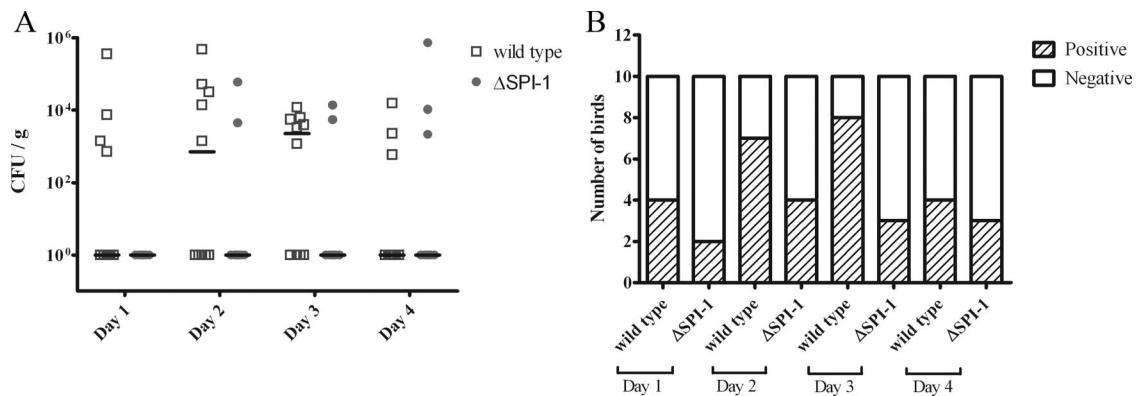 A
CFU / g
10^6
10^4
10^2
10^0
Day 1 Day 2 Day 3 Day 4
wild type
ΔSPI-1
B
Number of birds
12
10
8
6
4
2
0
wild type ΔSPI-1 wild type ΔSPI-1 wild type ΔSPI-1 wild type ΔSPI-1
Day 1 Day 2 Day 3 Day 4
Positive
Negative